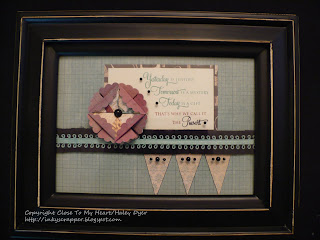 Yesterday is history
Tomorrow is a mystery
Today is a gift
THAT'S WHY WE CALL IT
THE Present
Copyright Close To My Heart/Haley Dyer
http://inkyscrapper.blogspot.com/